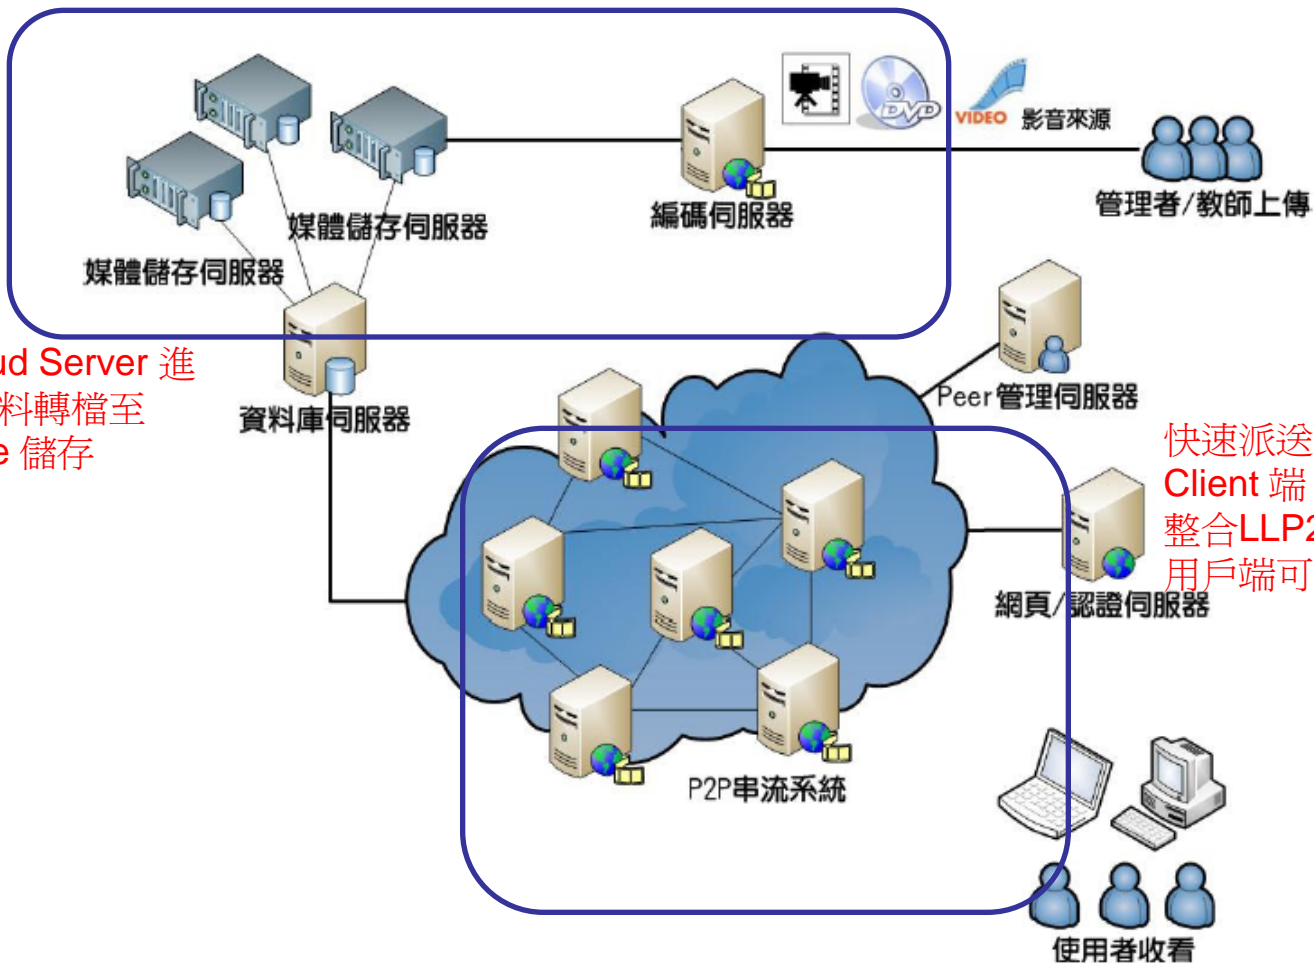 DVD
VIDEO 影音來源
管理者/教師上傳
編碼伺服器
媒體儲存伺服器
媒體儲存伺服器
資料庫伺服器
ud Server 進
料轉檔至
e 儲存
Peer管理伺服器
快速派送
Client 端
整合LLP2
用戶端可
網頁/認證伺服器
P2P串流系統
使用者收看